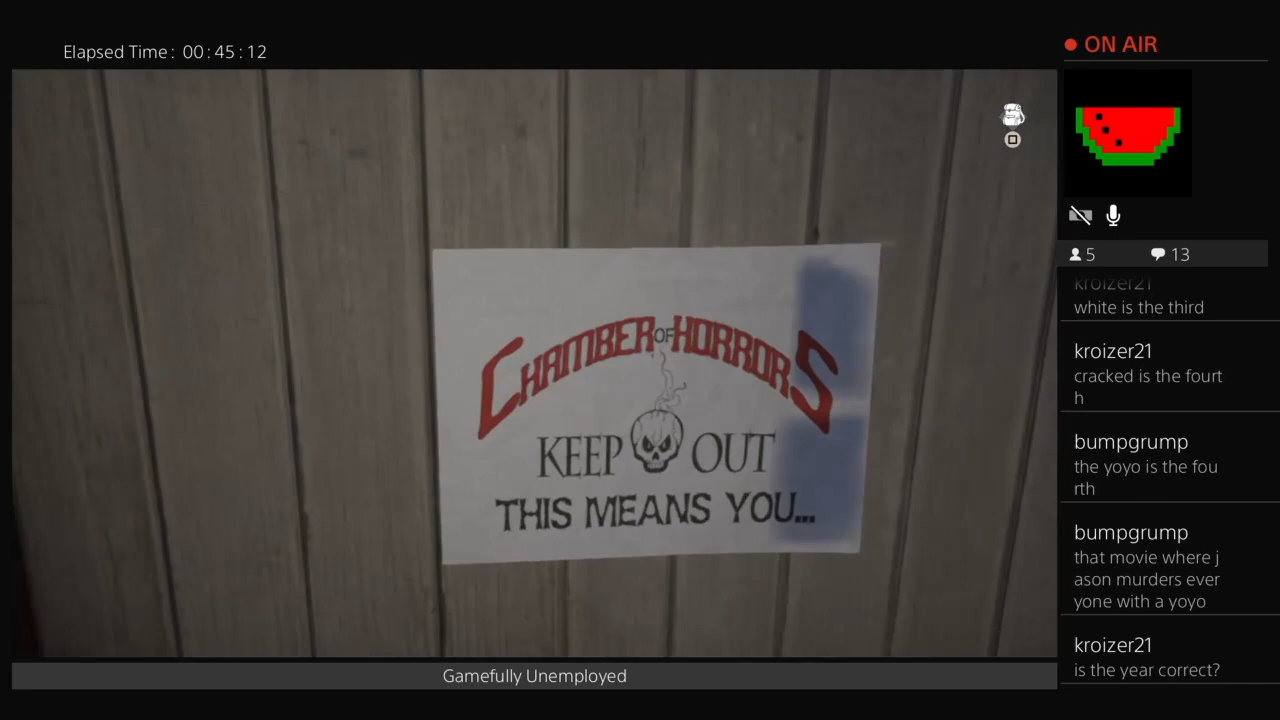 Elapsed Time: 00:45:12
ON AIR
CHAMBER OF HORRORS
KEEP OUT
THIS MEANS YOU...
5 13
kroizer21
white is the third
kroizer21
cracked is the fourt
h
bumpgrump
the yoyo is the fou
rth
bumpgrump
that movie where j
ason murders ever
yone with a yoyo
kroizer21
is the year correct?
Gamefully Unemployed